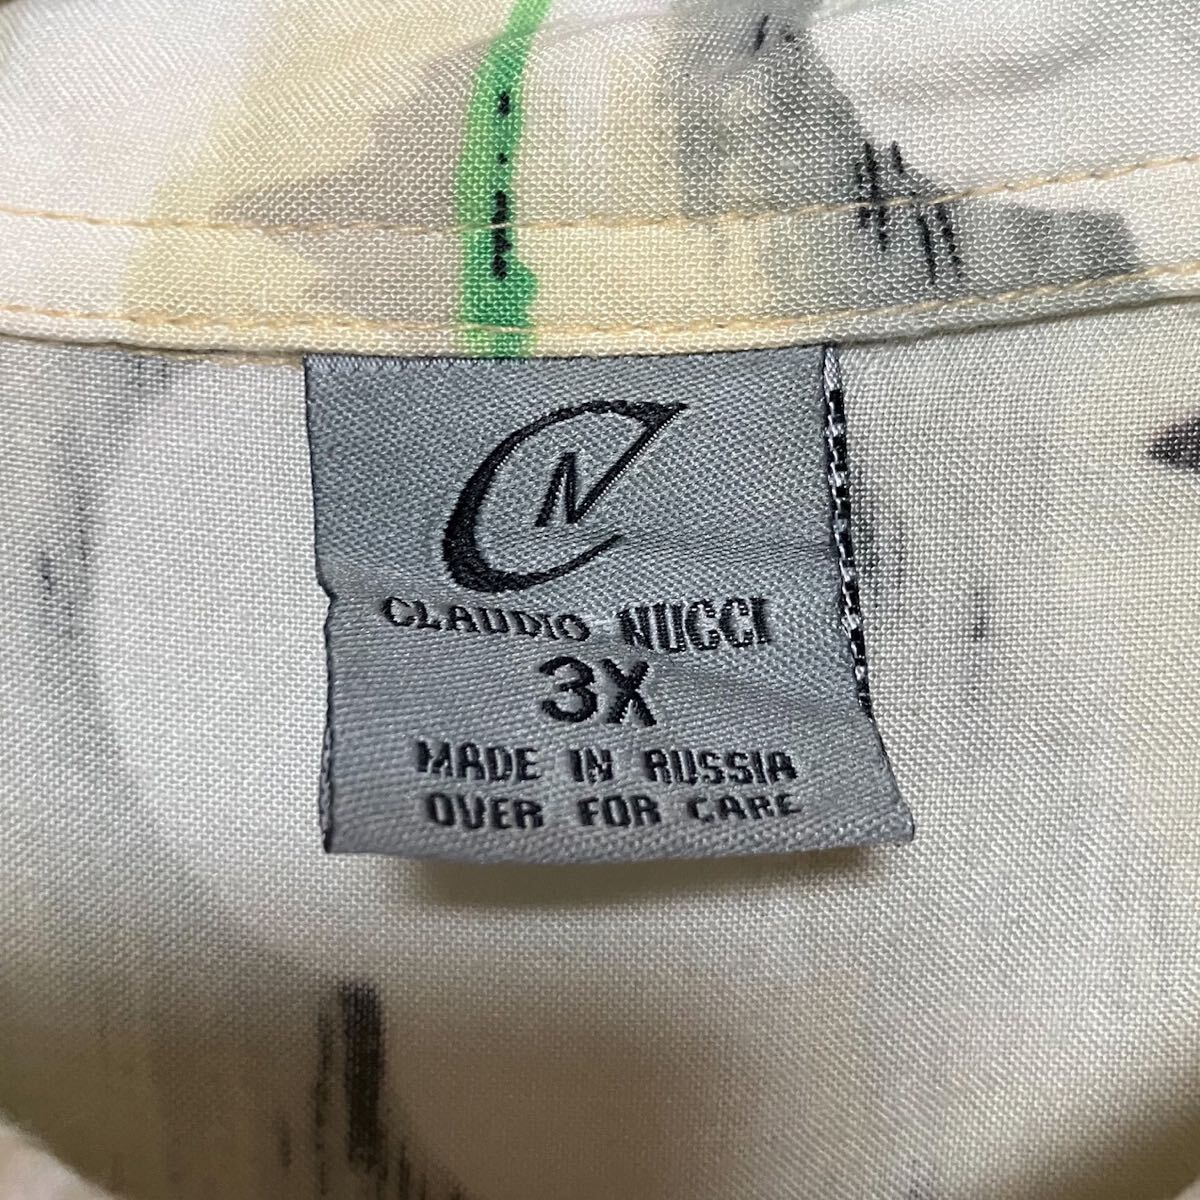 CN
CLAUDIO NUCCI
3X
MADE IN RUSSIA
OVER FOR CARE